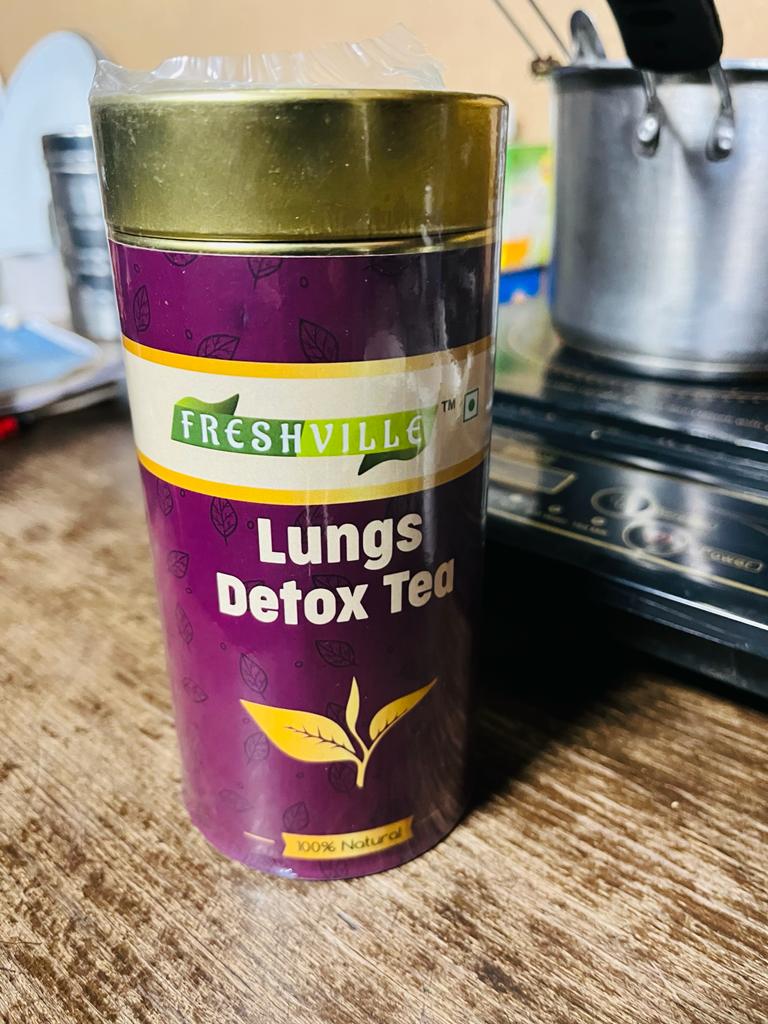 FRESHVILLE™
Lungs
Detox Tea
100% Natural